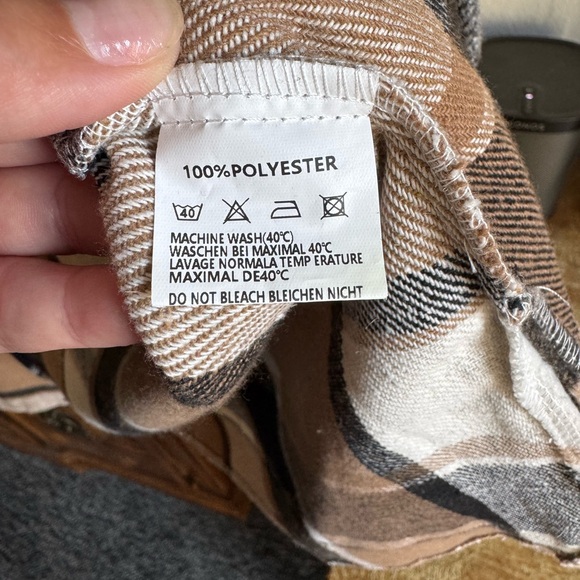 100%POLYESTER
40
MACHINE WASH(40℃)
WASCHEN BEI MAXIMAL 40℃
LAVAGE NORMALA TEMP ERATURE
MAXIMAL DE40℃
DO NOT BLEACH BLEICHEN NICHT